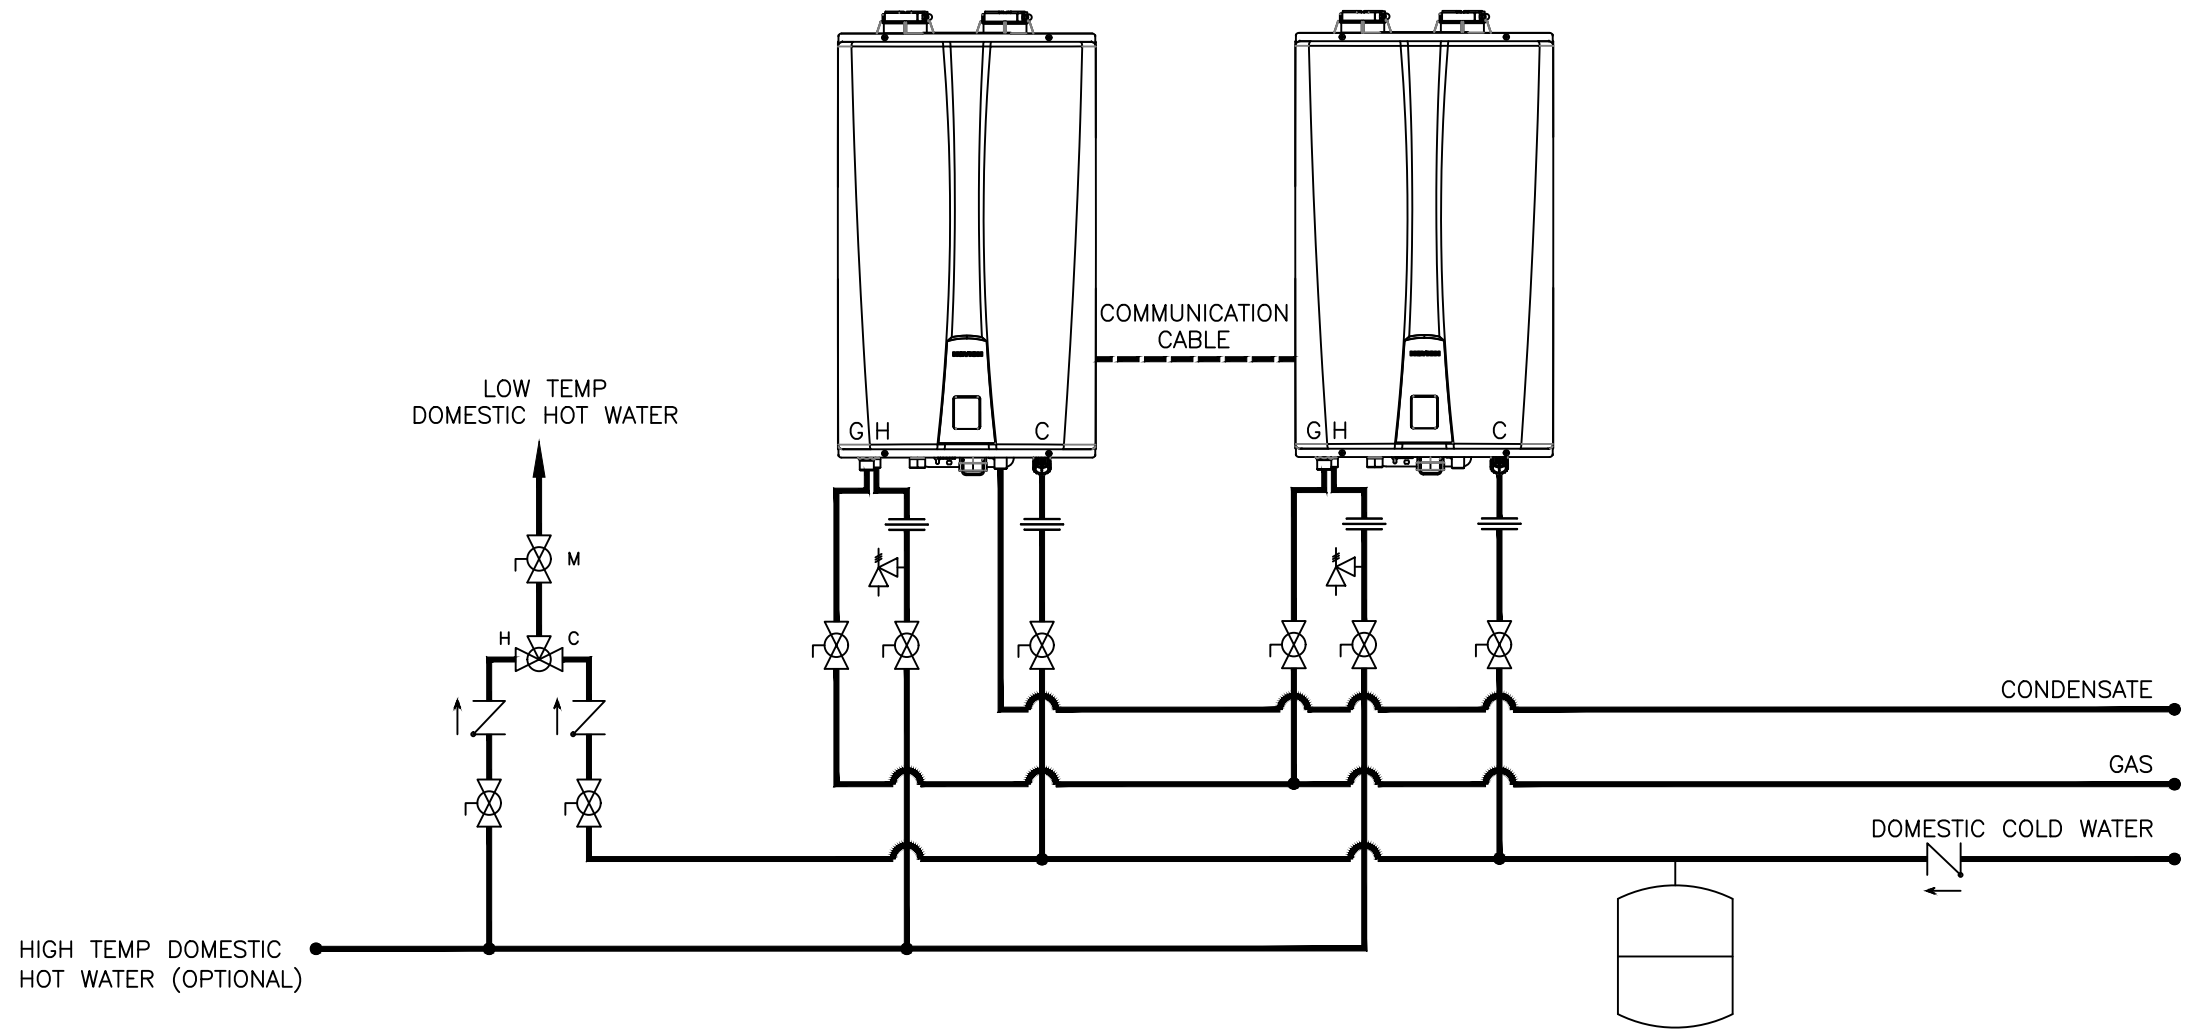 COMMUNICATION
CABLE
LOW TEMP
DOMESTIC HOT WATER
G H
C
G H
C
M
H
C
CONDENSATE
GAS
DOMESTIC COLD WATER
HIGH TEMP DOMESTIC
HOT WATER (OPTIONAL)